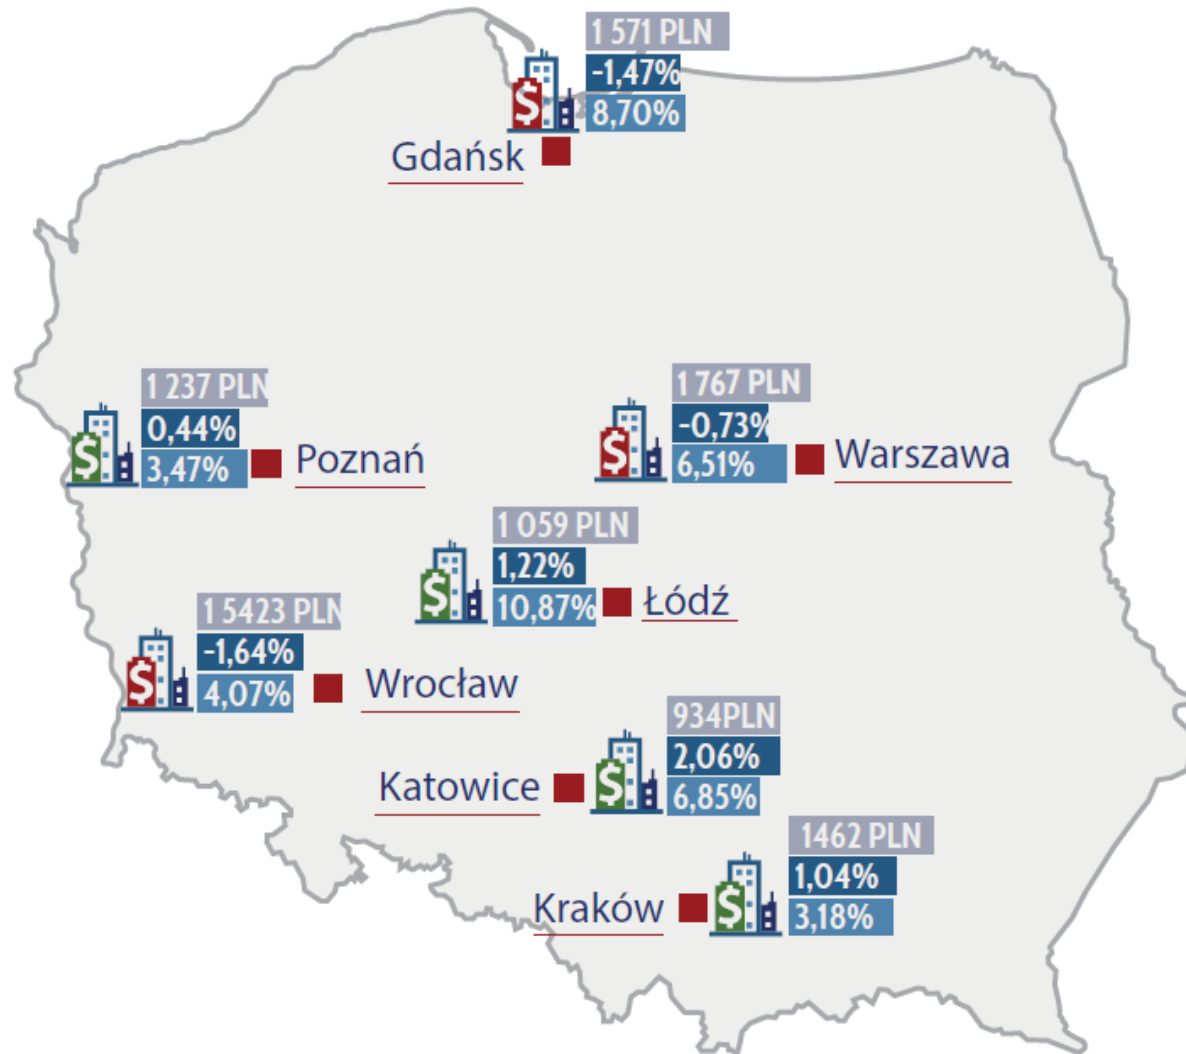 1 571 PLN
-1,47%
8,70%
Gdańsk
1 237 PLN
0,44%
3,47%
Poznań
1 767 PLN
-0,73%
6,51%
Warszawa
1 059 PLN
1,22%
10,87%
Łódź
1 5423 PLN
-1,64%
4,07%
Wrocław
934PLN
2,06%
6,85%
Katowice
1462 PLN
1,04%
3,18%
Kraków